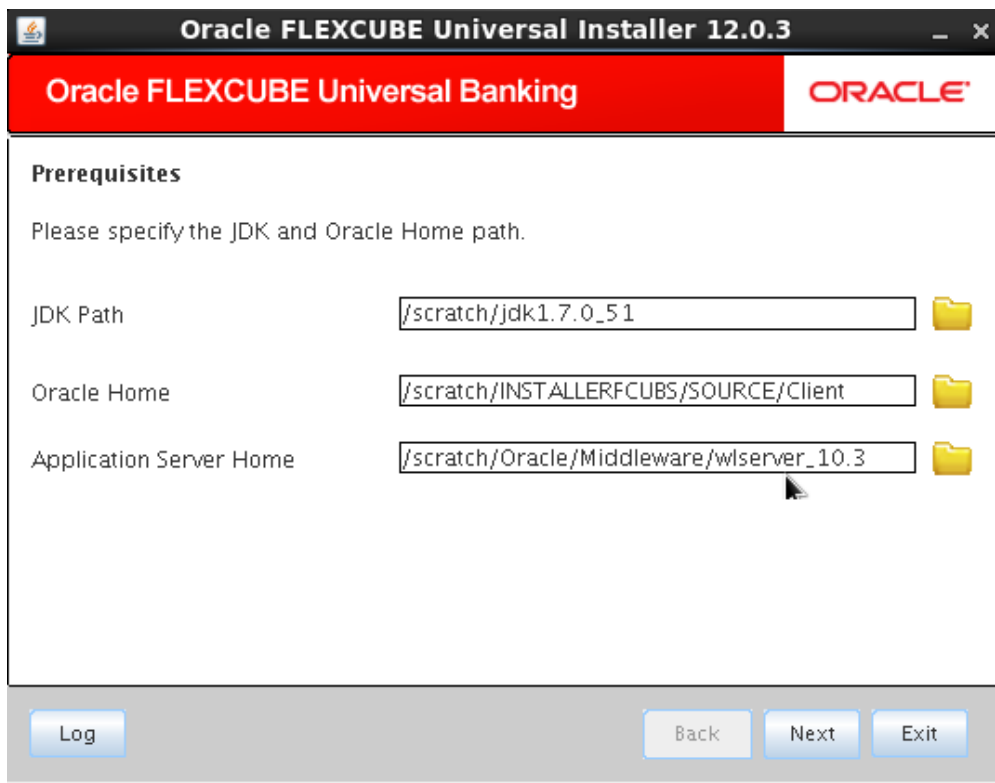 Oracle FLEXCUBE Universal Installer 12.0.3
Oracle FLEXCUBE Universal Banking
ORACLE
Prerequisites
Please specify the JDK and Oracle Home path.
JDK Path /scratch/jdk1.7.0_51
Oracle Home /scratch/INSTALLERFCUBS/SOURCE/Client
Application Server Home /scratch/Oracle/Middleware/wlserver_10.3
Log Back Next Exit